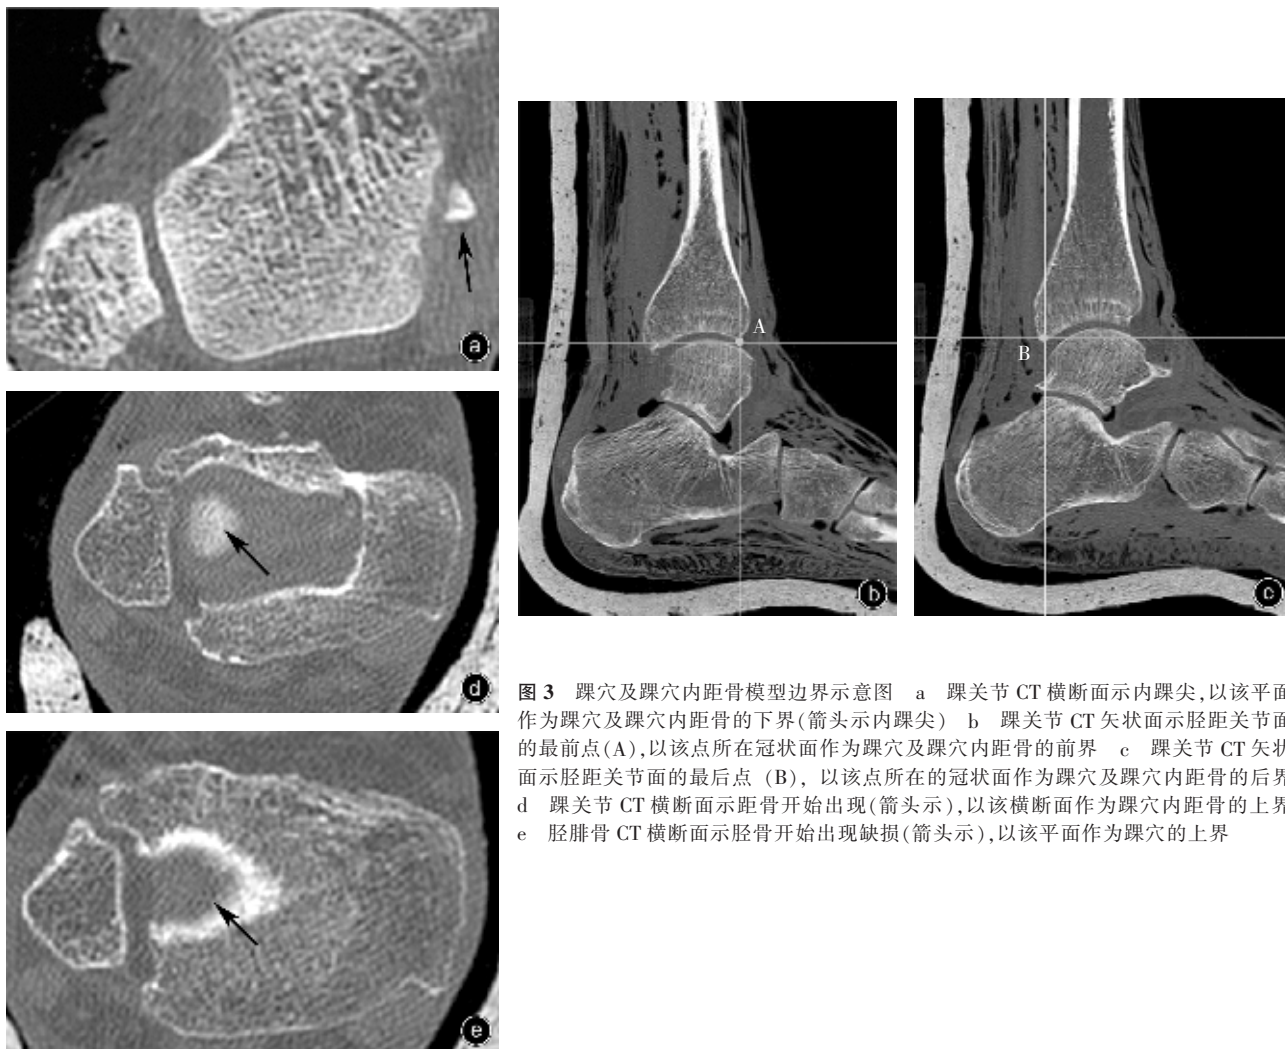 a
A
b
B
c
d
e
图 3 踝穴及踝穴内距骨模型边界示意图 a 踝关节 CT 横断面示内踝尖,以该平面
作为踝穴及踝穴内距骨的下界(箭头示内踝尖) b 踝关节 CT 矢状面示胫距关节面
的最前点(A),以该点所在冠状面作为踝穴及踝穴内距骨的前界 c 踝关节 CT 矢状
面示胫距关节面的最后点 (B), 以该点所在的冠状面作为踝穴及踝穴内距骨的后界
d 踝关节 CT 横断面示距骨开始出现(箭头示),以该横断面作为踝穴内距骨的上界
e 胫腓骨 CT 横断面示胫骨开始出现缺损(箭头示),以该平面作为踝穴的上界